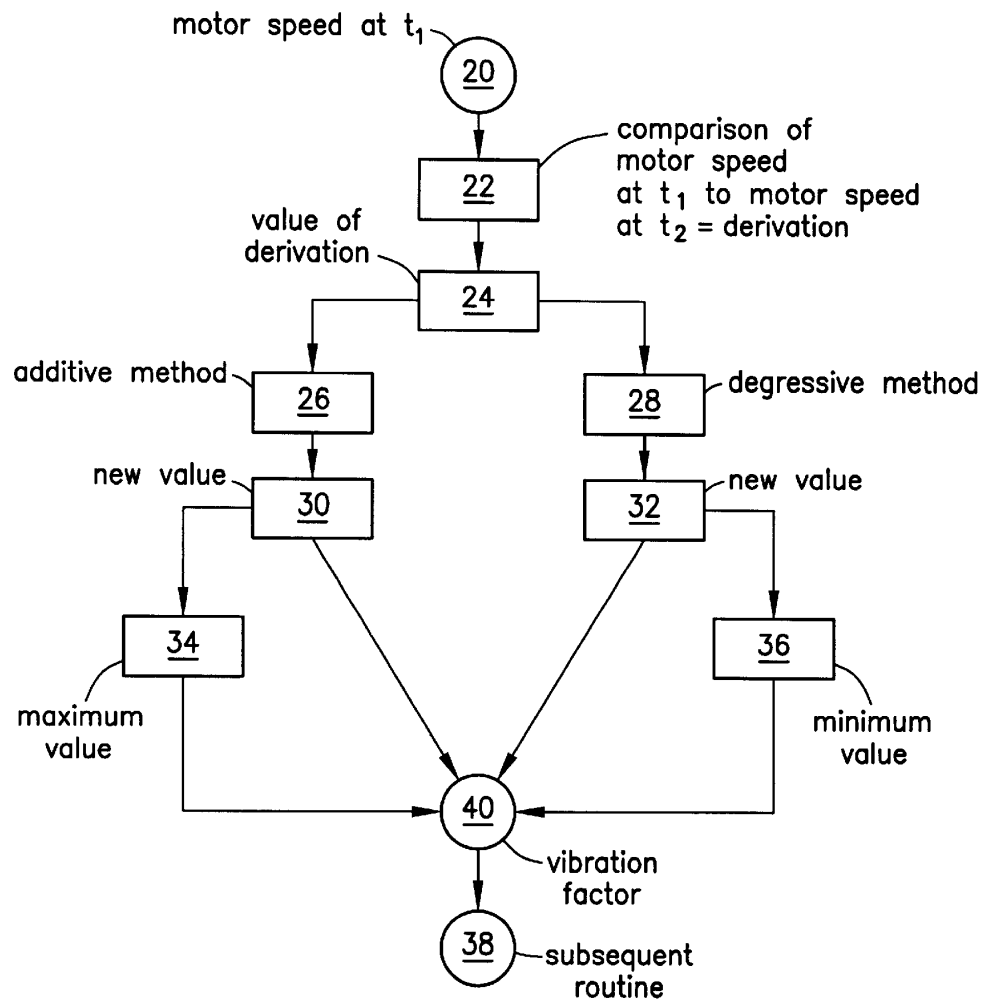 motor speed at t1
20
comparison of
motor speed
at t1 to motor speed
at t2 = derivation
22
value of
derivation
24
additive method
26
degressive method
28
new value
30
new value
32
34
maximum
value
36
minimum
value
40
vibration
factor
38
subsequent
routine